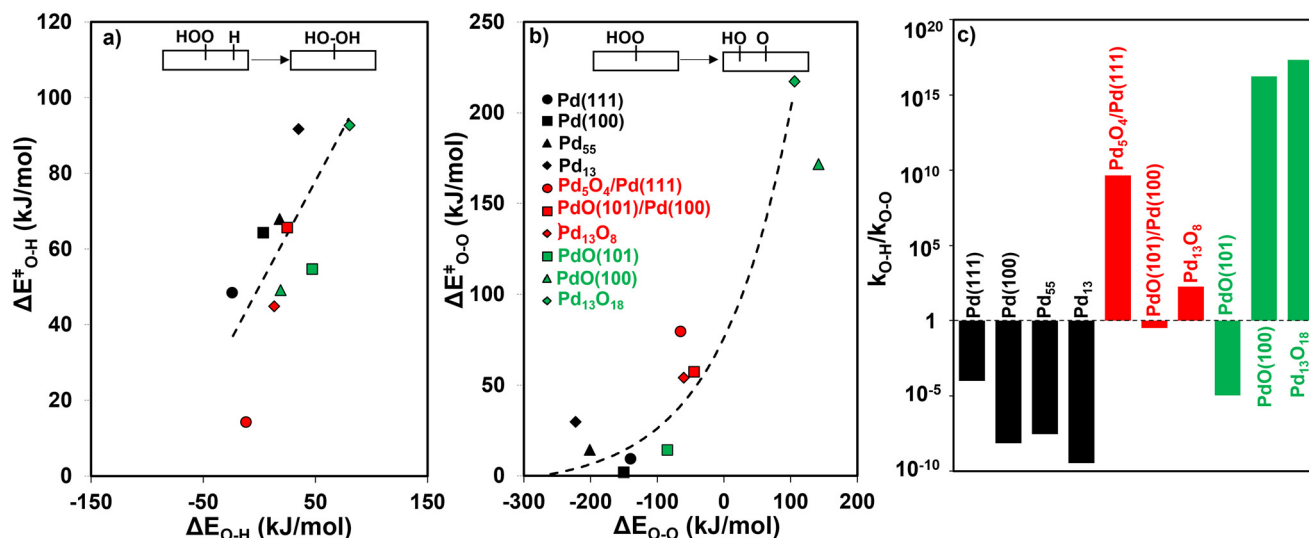 a)
HOO H
HO-OH
120
100
80
60
40
20
0
-150
-50
50
150
ΔE‡O-H (kJ/mol)
ΔEO-H (kJ/mol)
b)
HOO
HO O
250
200
150
100
50
0
-300
-200
-100
0
100
200
ΔE‡O-O (kJ/mol)
ΔEO-O (kJ/mol)
Pd(111)
Pd(100)
Pd55
Pd13
Pd5O4/Pd(111)
PdO(101)/Pd(100)
Pd13O8
PdO(101)
PdO(100)
Pd13O18
c)
10^20
10^15
10^10
10^5
1
10^-5
10^-10
kO-H/kO-O
Pd(111)
Pd(100)
Pd55
Pd13
Pd5O4/Pd(111)
PdO(101)/Pd(100)
Pd13O8
PdO(101)
PdO(100)
Pd13O18